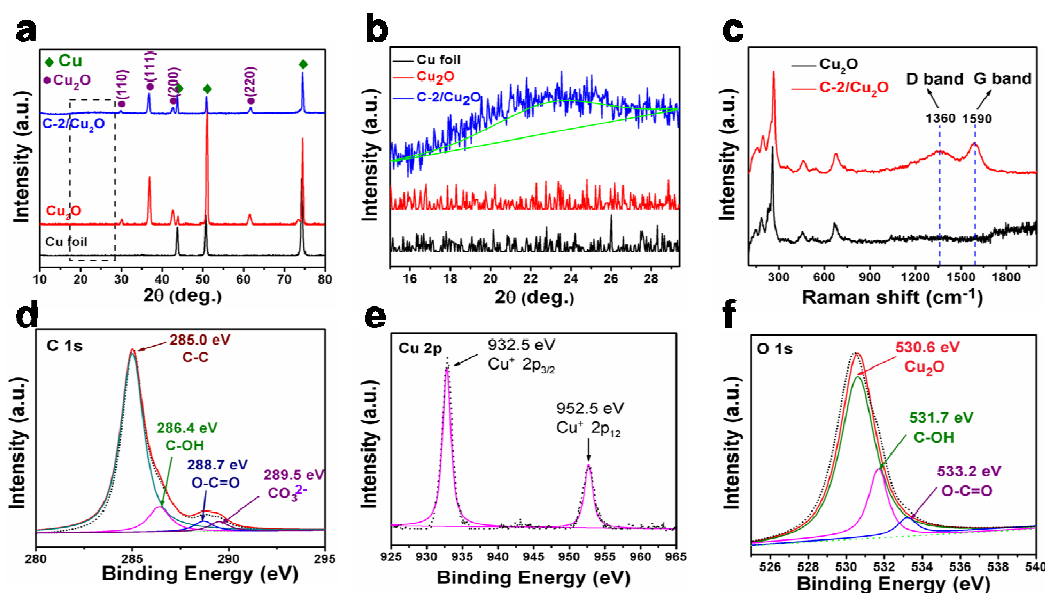 a
Cu
Cu2O
(110)
(111)
(200)
(220)
C-2/Cu2O
Cu2O
Cu foil
Intensity (a.u.)
10 20 30 40 50 60 70 80
2θ (deg.)
b
Cu foil
Cu2O
C-2/Cu2O
Intensity (a.u.)
16 18 20 22 24 26 28
2θ (deg.)
c
Cu2O
C-2/Cu2O
D band
G band
1360
1590
Intensity (a.u.)
300 600 900 1200 1500 1800
Raman shift (cm-1)
d
C 1s
285.0 eV
C-C
286.4 eV
C-OH
288.7 eV
O-C=O
289.5 eV
CO32-
Intensity (a.u.)
280 285 290 295
Binding Energy (eV)
e
Cu 2p
932.5 eV
Cu+ 2p3/2
952.5 eV
Cu+ 2p12
Intensity (a.u.)
925 930 935 940 945 950 955 960 965
Binding Energy (eV)
f
O 1s
530.6 eV
Cu2O
531.7 eV
C-OH
533.2 eV
O-C=O
Intensity (a.u.)
526 528 530 532 534 536 538 540
Binding Energy (eV)